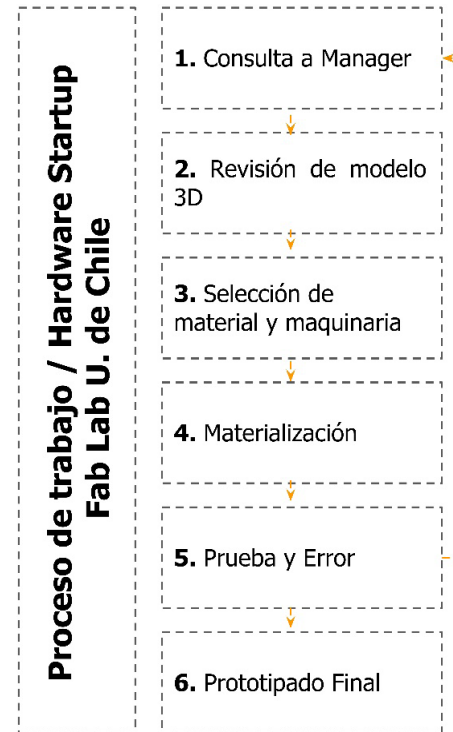 Proceso de trabajo / Hardware Startup
Fab Lab U. de Chile
1. Consulta a Manager
2. Revisión de modelo
3D
3. Selección de
material y maquinaria
4. Materialización
5. Prueba y Error
6. Prototipado Final